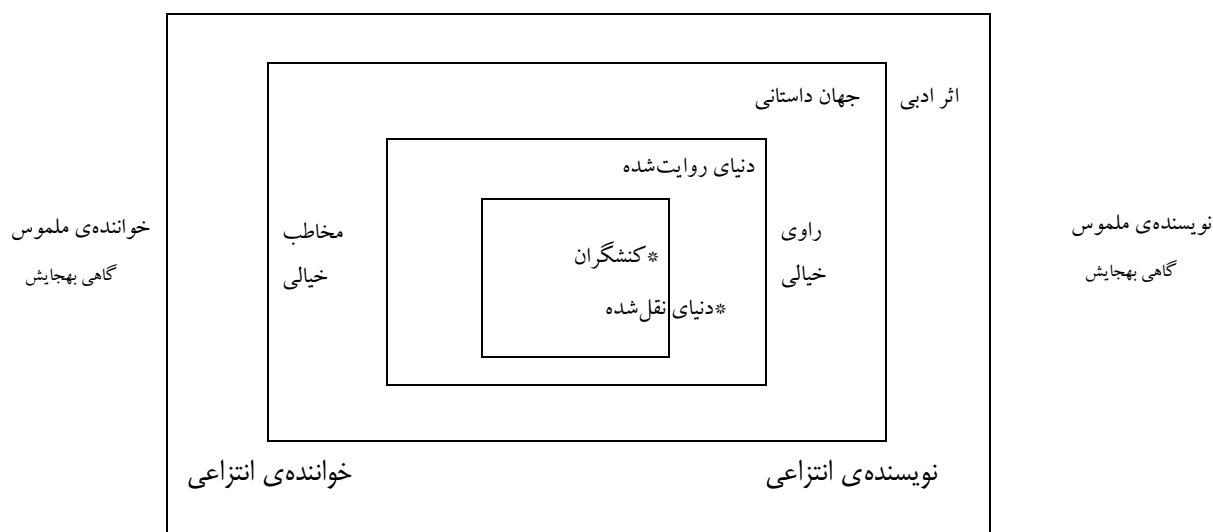 اثر ادبی
جهان داستانی
دنیای روایت‌شده
نویسنده‌ی ملموس
گاهی بهجایش
راوی
خیالی
*کنشگران
*دنیای نقل‌شده
مخاطب
خیالی
خواننده‌ی ملموس
گاهی بهجایش
نویسنده‌ی انتزاعی
خواننده‌ی انتزاعی